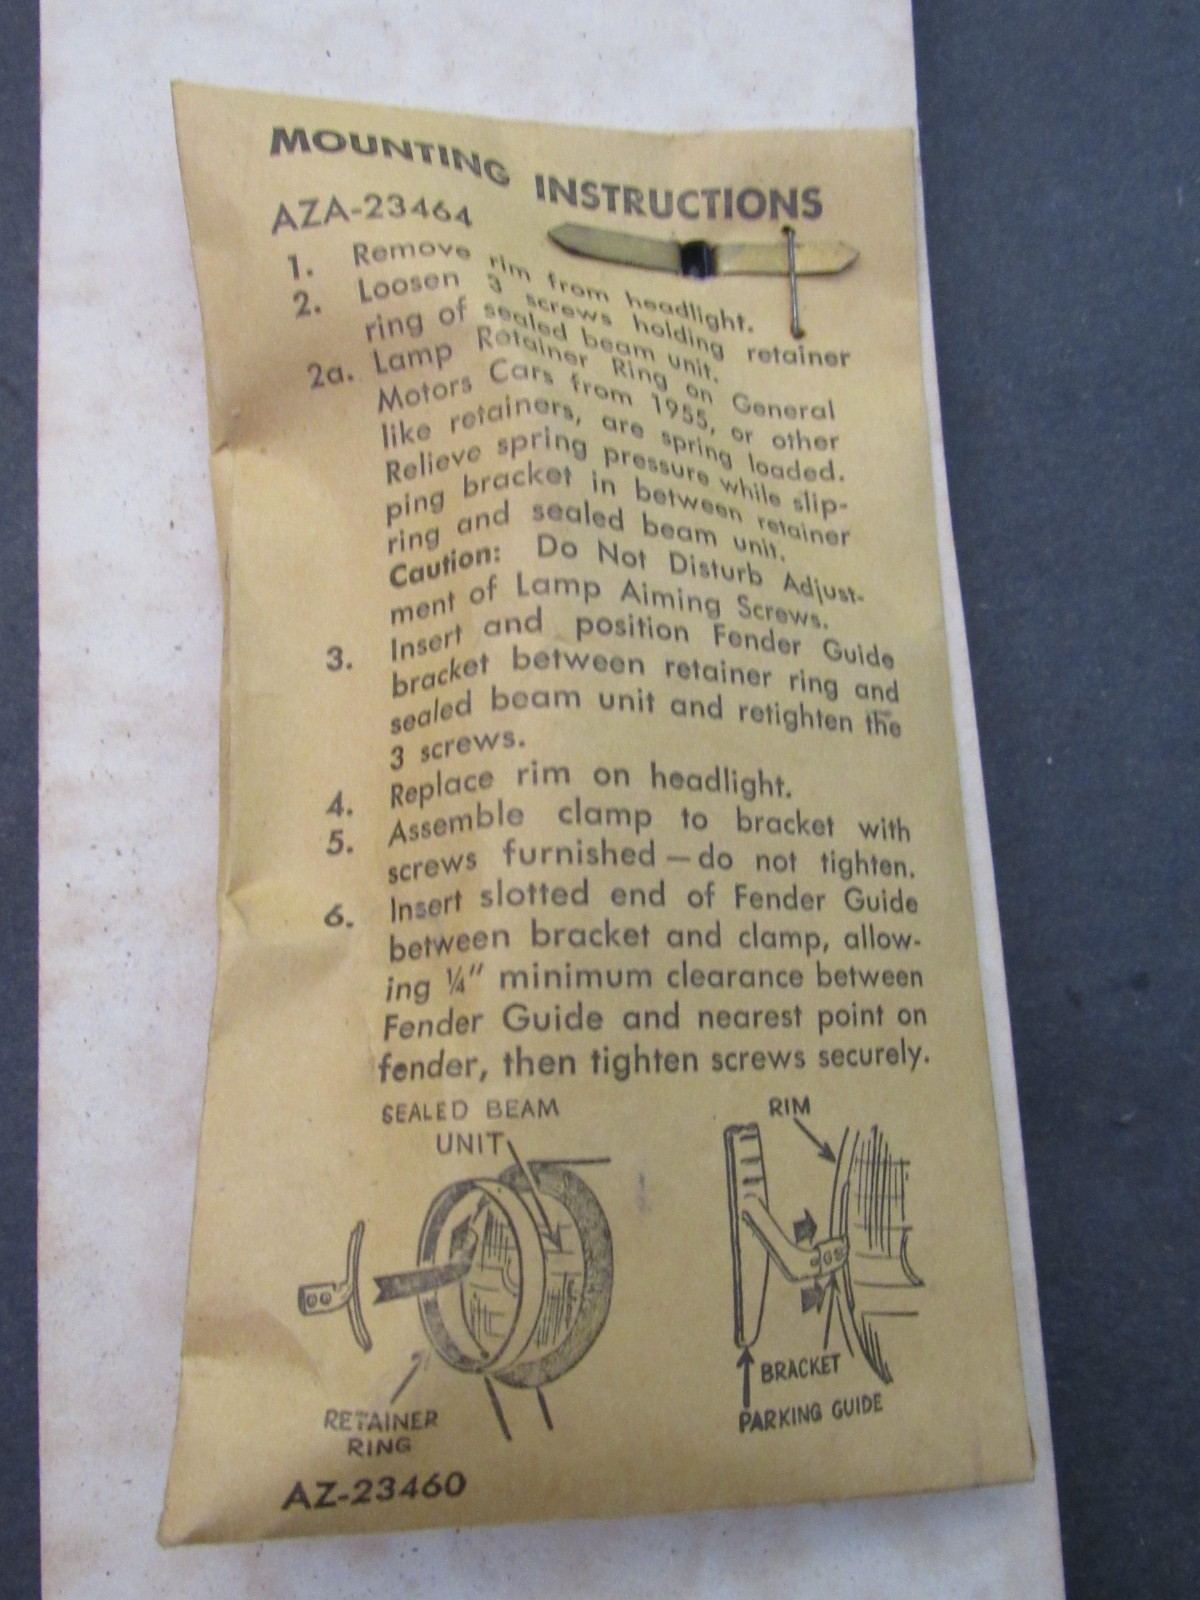 MOUNTING INSTRUCTIONS
AZA-23464
1. Remove rim from headlight.
2. Loosen 3 screws holding retainer
ring of sealed beam unit.
2a. Lamp Retainer Ring on General
Motors Cars from 1955, or other
like retainers, are spring loaded.
Relieve spring pressure while slip-
ping bracket in between retainer
ring and sealed beam unit.
Caution: Do Not Disturb Adjust-
ment of Lamp Aiming Screws.
3. Insert and position Fender Guide
bracket between retainer ring and
sealed beam unit and retighten the
3 screws.
4. Replace rim on headlight.
5. Assemble clamp to bracket with
screws furnished — do not tighten.
6. Insert slotted end of Fender Guide
between bracket and clamp, allow-
ing ¼" minimum clearance between
Fender Guide and nearest point on
fender, then tighten screws securely.
SEALED BEAM
UNIT
RETAINER
RING
RIM
BRACKET
PARKING GUIDE
AZ-23460